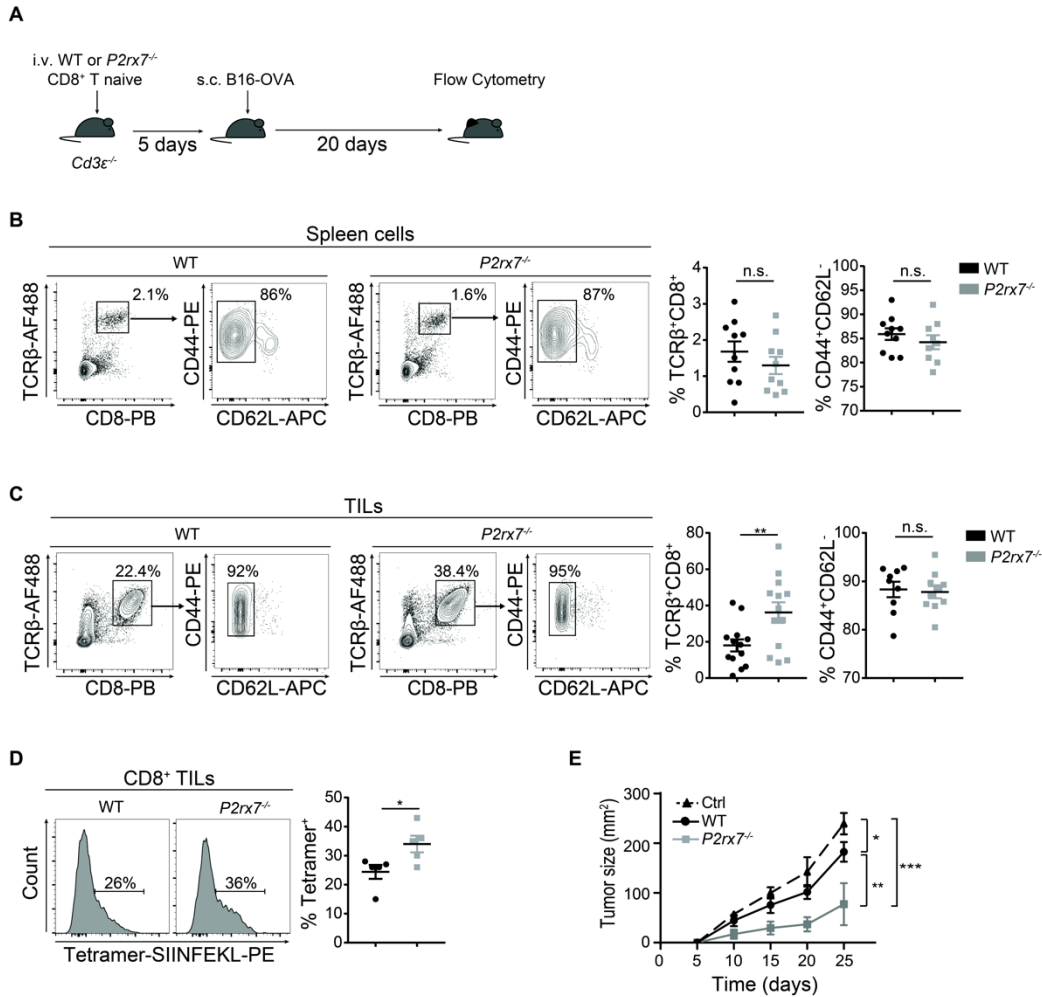 A
i.v. WT or P2rx7-/-
CD8+ T naive
s.c. B16-OVA
Flow Cytometry
5 days
20 days
Cd3ε-/-
B
Spleen cells
WT
P2rx7-/-
2.1%
86%
1.6%
87%
TCRβ-AF488
CD44-PE
TCRβ-AF488
CD44-PE
CD8-PB
CD62L-APC
CD8-PB
CD62L-APC
% TCRβ+CD8+
4
3
2
1
0
n.s.
% CD44+CD62L-
100
95
90
85
80
75
70
n.s.
WT
P2rx7-/-
C
TILs
WT
P2rx7-/-
22.4%
92%
38.4%
95%
TCRβ-AF488
CD44-PE
TCRβ-AF488
CD44-PE
CD8-PB
CD62L-APC
CD8-PB
CD62L-APC
% TCRβ+CD8+
80
60
40
20
0
**
% CD44+CD62L-
100
90
80
70
n.s.
WT
P2rx7-/-
D
CD8+ TILs
WT
P2rx7-/-
Count
26%
36%
Tetramer-SIINFEKL-PE
% Tetramer+
50
40
30
20
10
0
*
E
Tumor size (mm2)
300
200
100
0
Ctrl
WT
P2rx7-/-
*
**
***
0 5 10 15 20 25
Time (days)